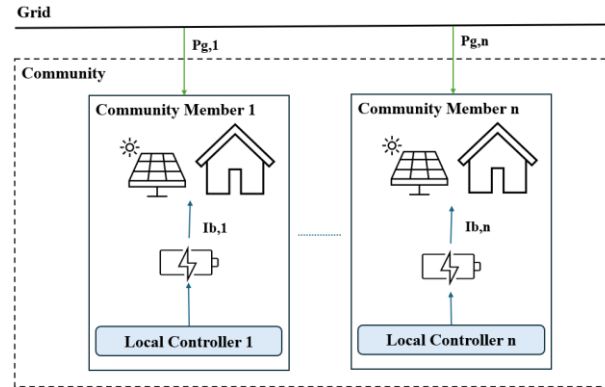 Grid
Pg,1
Pg,n
Community
Community Member 1
Community Member n
Ib,1
Ib,n
Local Controller 1
Local Controller n